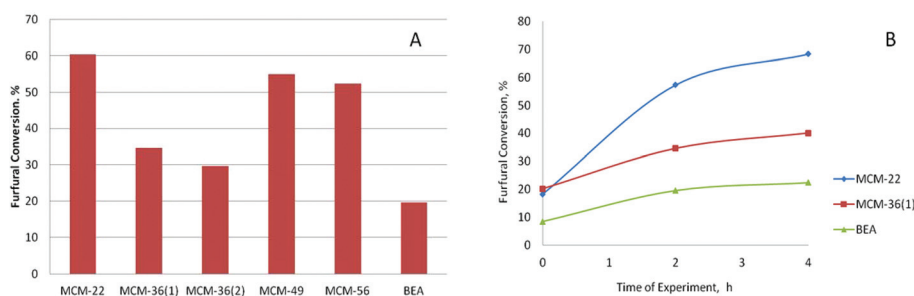 70
60
50
40
30
20
10
0
Furfural Conversion. %
A
MCM-22 MCM-36(1) MCM-36(2) MCM-49 MCM-56 BEA
80
70
60
50
40
30
20
10
0
Furfural Conversion, %
B
0 1 2 3 4
Time of Experiment, h
MCM-22
MCM-36(1)
BEA